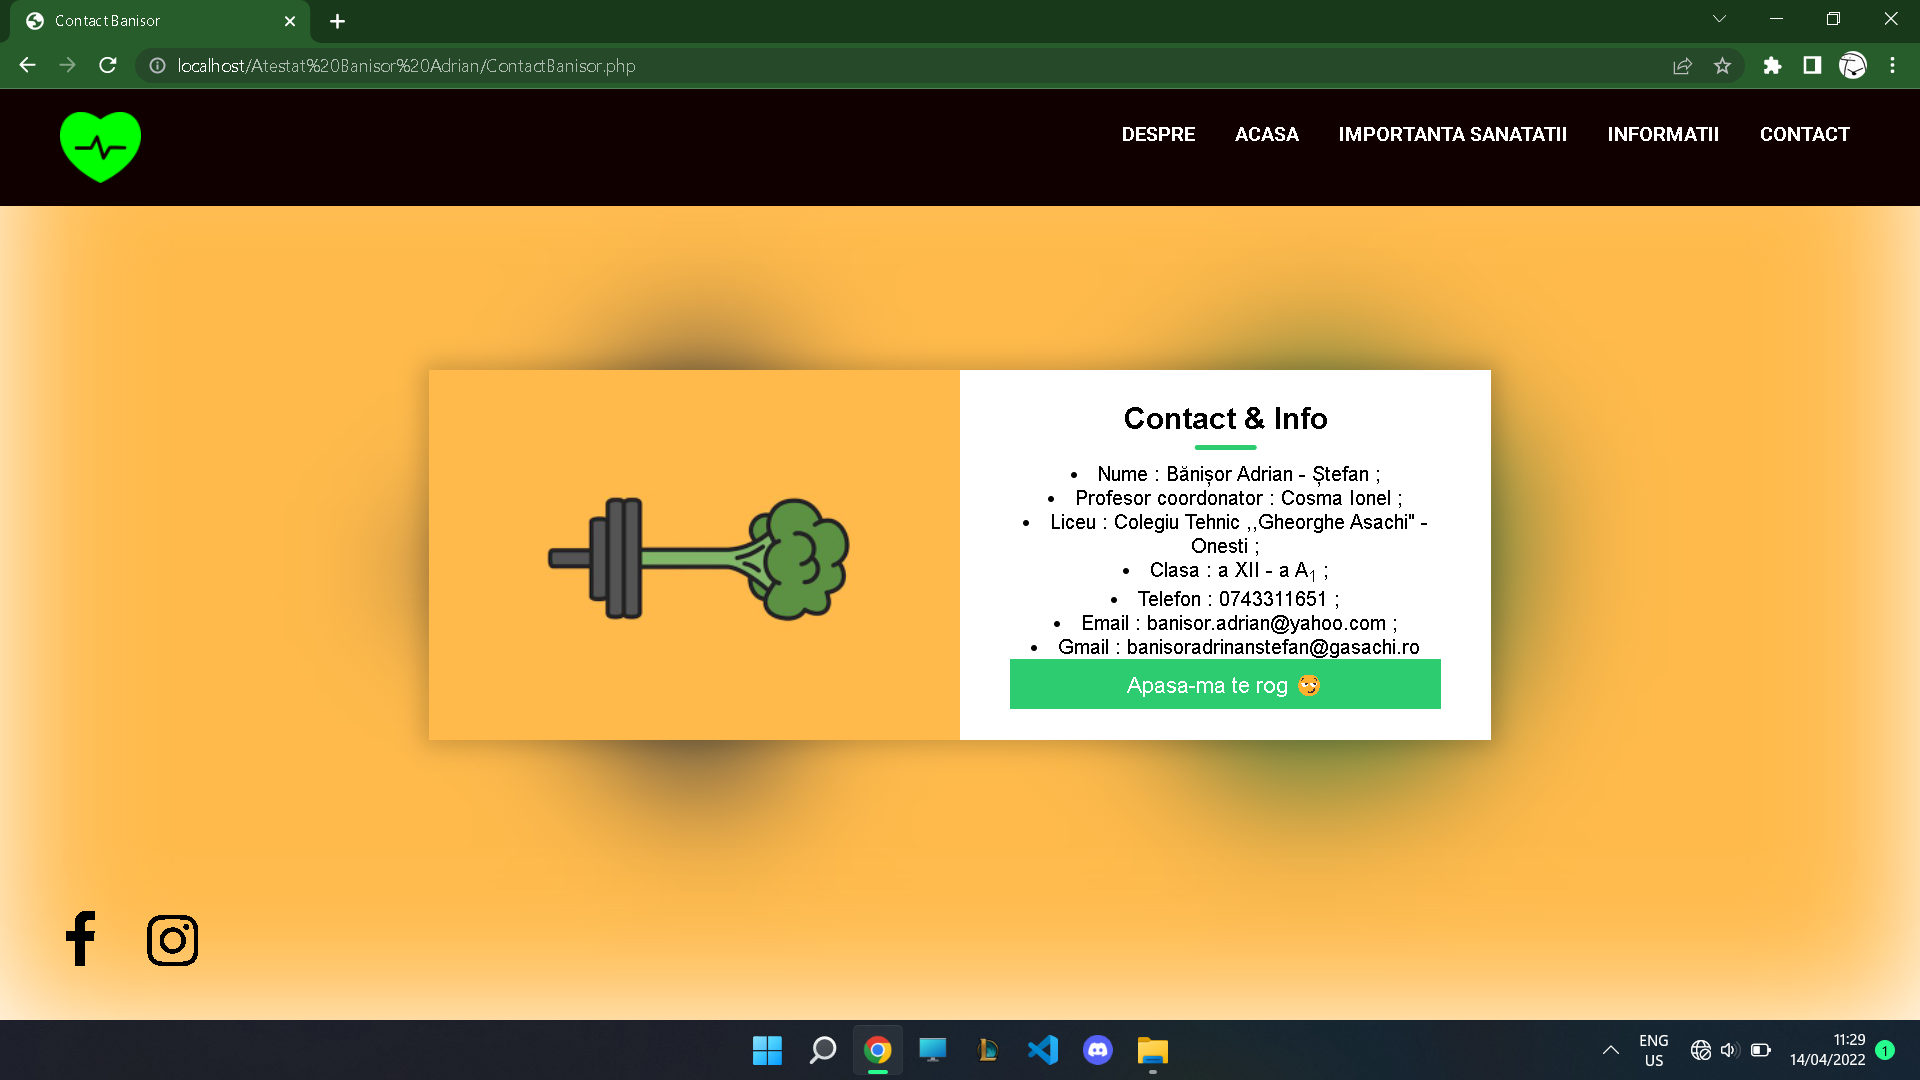 Contact Banisor
localhost/Atestat%20Banisor%20Adrian/ContactBanisor.php
DESPRE ACASA IMPORTANTA SANATATII INFORMATII CONTACT
Contact & Info
• Nume : Bănișor Adrian - Ștefan ;
• Profesor coordonator : Cosma Ionel ;
• Liceu : Colegiu Tehnic ,,Gheorghe Asachi" -
Onesti ;
• Clasa : a XII - a A1 ;
• Telefon : 0743311651 ;
• Email : banisor.adrian@yahoo.com ;
• Gmail : banisoradrinanstefan@gasachi.ro
Apasa-ma te rog 😏
ENG
US
11:29
14/04/2022
1